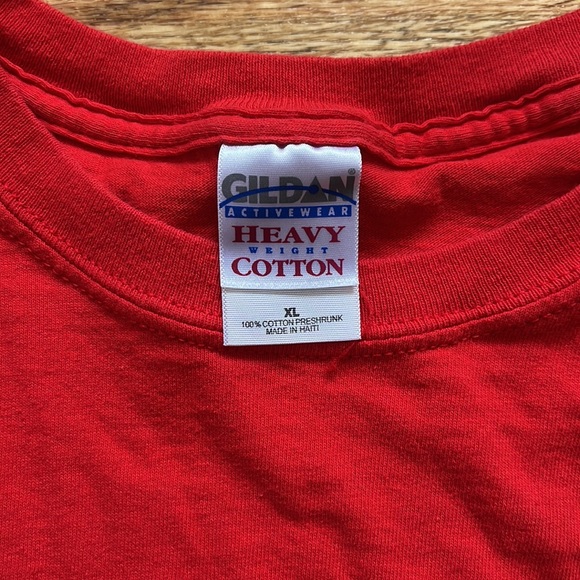 GILDAN®
ACTIVEWEAR
HEAVY
WEIGHT
COTTON
XL
100% COTTON PRESHRUNK
MADE IN HAITI